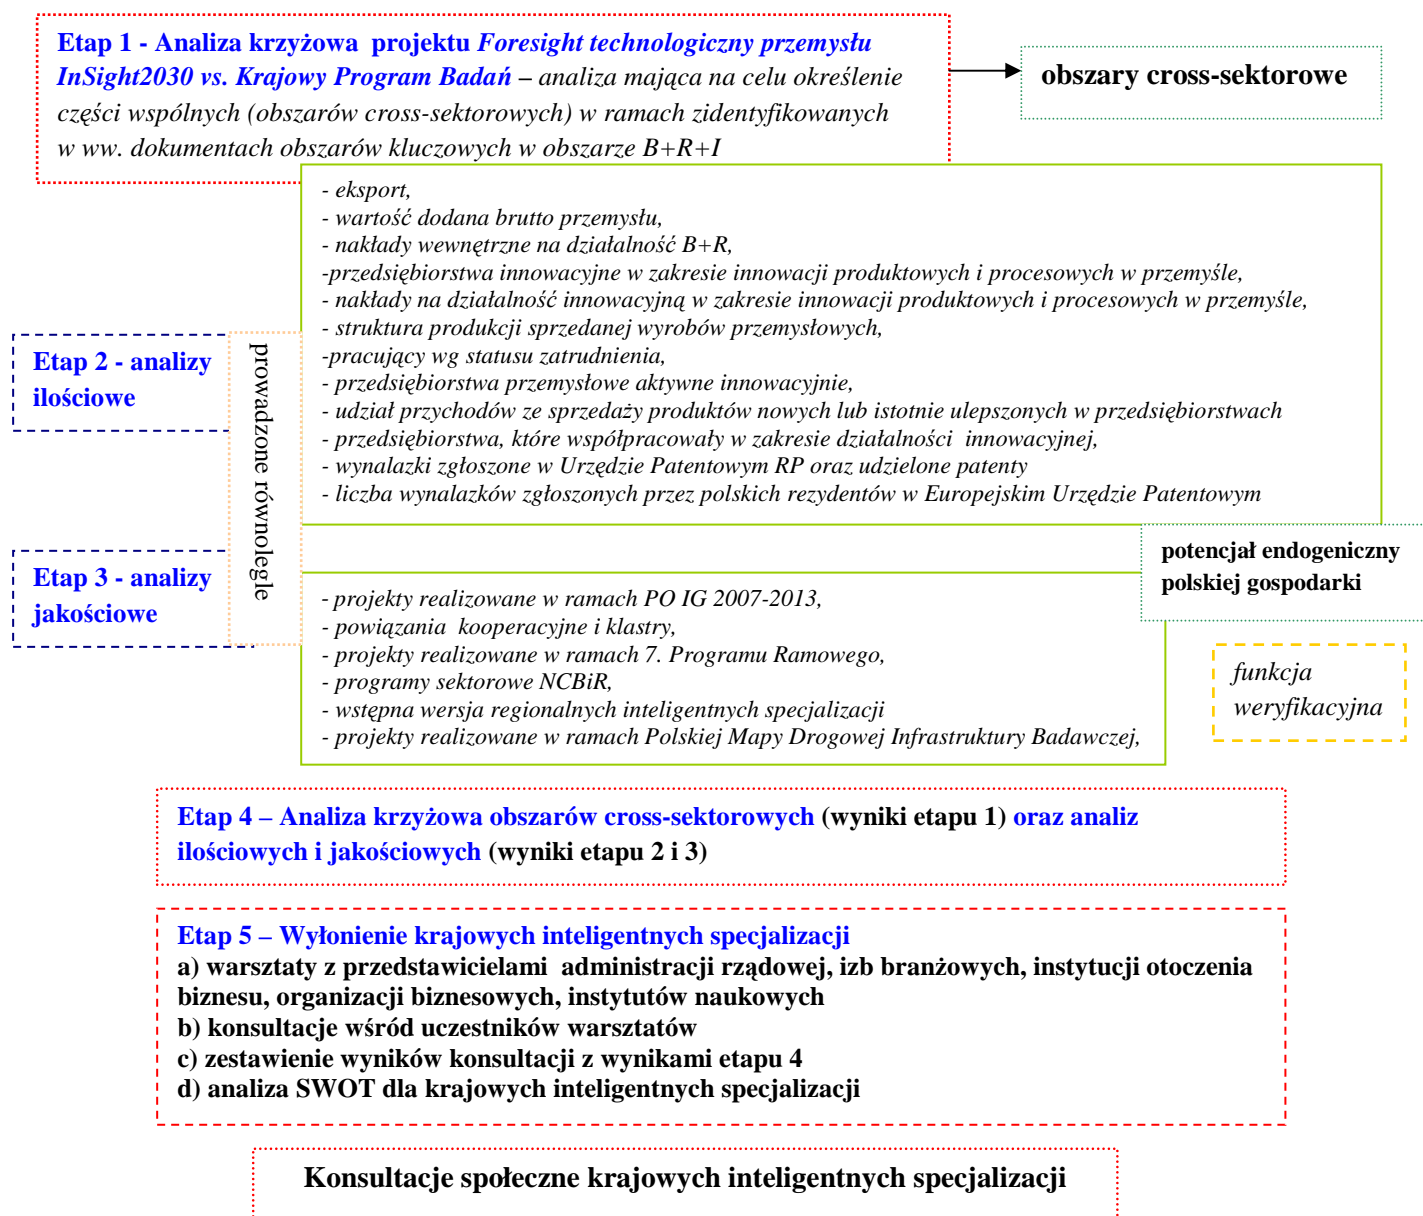 Etap 1 - Analiza krzyżowa projektu Foresight technologiczny przemysłu
InSight2030 vs. Krajowy Program Badań – analiza mająca na celu określenie
części wspólnych (obszarów cross-sektorowych) w ramach zidentyfikowanych
w ww. dokumentach obszarów kluczowych w obszarze B+R+I
obszary cross-sektorowe
- eksport,
- wartość dodana brutto przemysłu,
- nakłady wewnętrzne na działalność B+R,
-przedsiębiorstwa innowacyjne w zakresie innowacji produktowych i procesowych w przemyśle,
- nakłady na działalność innowacyjną w zakresie innowacji produktowych i procesowych w przemyśle,
- struktura produkcji sprzedanej wyrobów przemysłowych,
-pracujący wg statusu zatrudnienia,
- przedsiębiorstwa przemysłowe aktywne innowacyjnie,
- udział przychodów ze sprzedaży produktów nowych lub istotnie ulepszonych w przedsiębiorstwach
- przedsiębiorstwa, które współpracowały w zakresie działalności innowacyjnej,
- wynalazki zgłoszone w Urzędzie Patentowym RP oraz udzielone patenty
- liczba wynalazków zgłoszonych przez polskich rezydentów w Europejskim Urzędzie Patentowym
Etap 2 - analizy
ilościowe
prowadzone równolegle
Etap 3 - analizy
jakościowe
potencjał endogeniczny
polskiej gospodarki
- projekty realizowane w ramach PO IG 2007-2013,
- powiązania kooperacyjne i klastry,
- projekty realizowane w ramach 7. Programu Ramowego,
- programy sektorowe NCBiR,
- wstępna wersja regionalnych inteligentnych specjalizacji
- projekty realizowane w ramach Polskiej Mapy Drogowej Infrastruktury Badawczej,
funkcja
weryfikacyjna
Etap 4 – Analiza krzyżowa obszarów cross-sektorowych (wyniki etapu 1) oraz analiz
ilościowych i jakościowych (wyniki etapu 2 i 3)
Etap 5 – Wyłonienie krajowych inteligentnych specjalizacji
a) warsztaty z przedstawicielami administracji rządowej, izb branżowych, instytucji otoczenia
biznesu, organizacji biznesowych, instytutów naukowych
b) konsultacje wśród uczestników warsztatów
c) zestawienie wyników konsultacji z wynikami etapu 4
d) analiza SWOT dla krajowych inteligentnych specjalizacji
Konsultacje społeczne krajowych inteligentnych specjalizacji